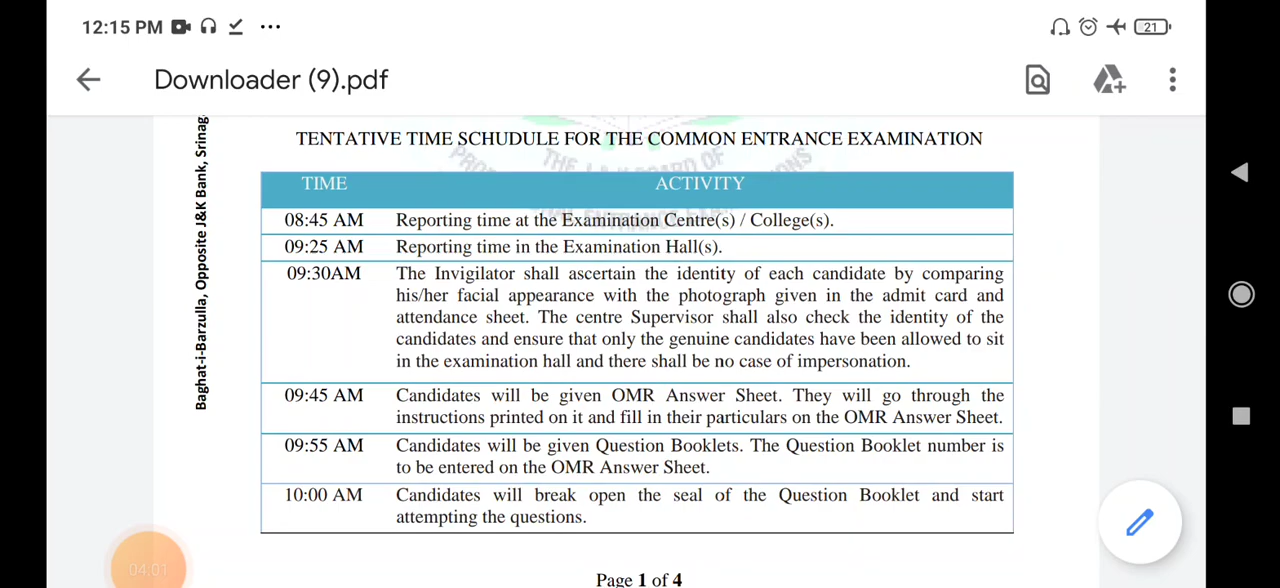 12:15 PM
21
Downloader (9).pdf
Baghat-i-Barzulla, Opposite J&K Bank, Srinag
TENTATIVE TIME SCHUDULE FOR THE COMMON ENTRANCE EXAMINATION
THE J&K BOARD OF
TIME ACTIVITY
08:45 AM Reporting time at the Examination Centre(s) / College(s).
09:25 AM Reporting time in the Examination Hall(s).
09:30AM The Invigilator shall ascertain the identity of each candidate by comparing
his/her facial appearance with the photograph given in the admit card and
attendance sheet. The centre Supervisor shall also check the identity of the
candidates and ensure that only the genuine candidates have been allowed to sit
in the examination hall and there shall be no case of impersonation.
09:45 AM Candidates will be given OMR Answer Sheet. They will go through the
instructions printed on it and fill in their particulars on the OMR Answer Sheet.
09:55 AM Candidates will be given Question Booklets. The Question Booklet number is
to be entered on the OMR Answer Sheet.
10:00 AM Candidates will break open the seal of the Question Booklet and start
attempting the questions.
04:01
Page 1 of 4